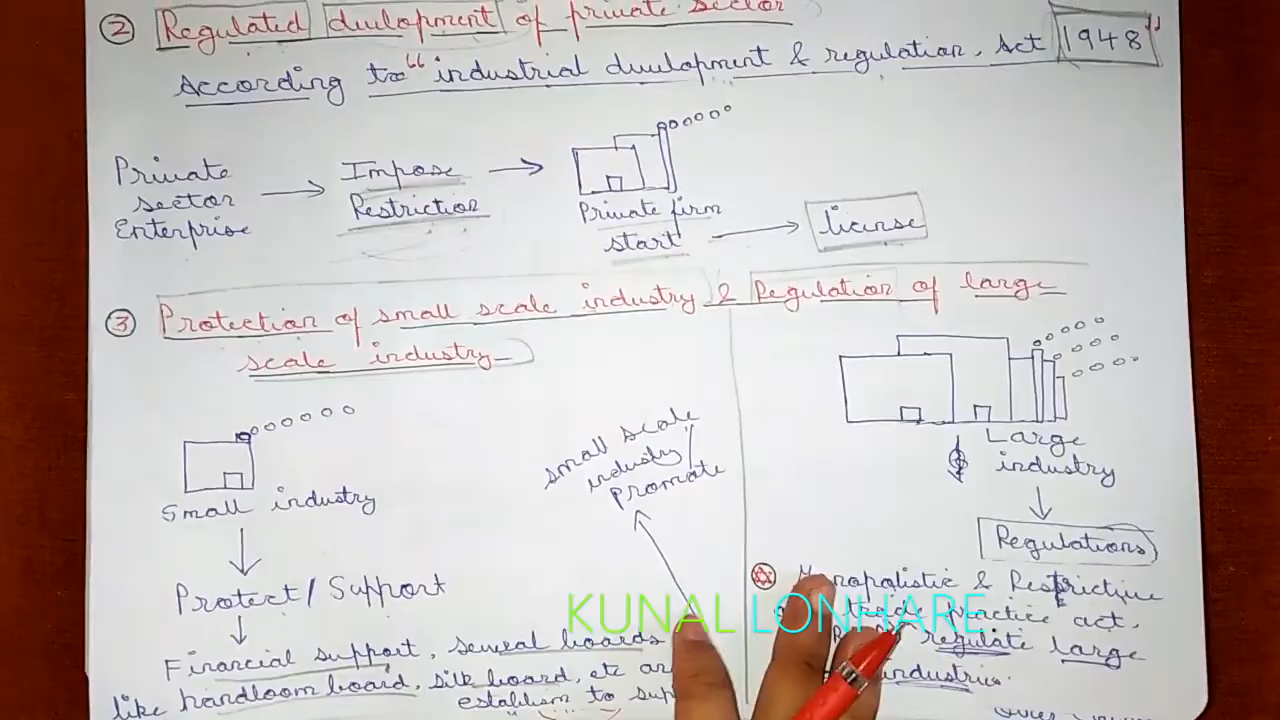 ② Regulated development of private sector
According to "industrial development & regulation, Act 1948"
Private sector Enterprise → Impose Restriction → Private firm start → license
③ Protection of small scale industry & Regulation of large
scale industry
Small industry
Protect/Support
Financial support, several boards
like handloom board, silk board, etc
establism to
small scale
industry
promate
Large
industry
Regulations
& Restrictive
trade practice act,
regulate large
industries.
KUNAL LONHARE